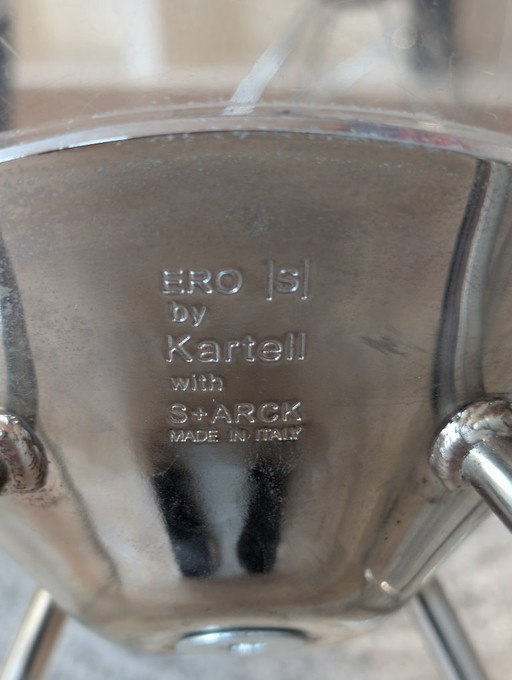 ERO |S|
by
Kartell
with
S+ARCK
MADE IN ITALY